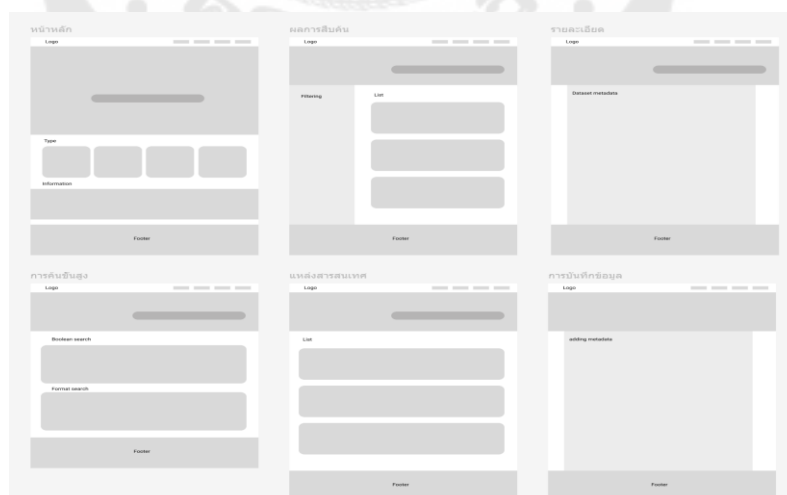 หน้าหลัก
Logo
Type
Information
Footer
ผลการสืบค้น
Logo
Filtering
List
Footer
รายละเอียด
Logo
Dataset metadata
Footer
การค้นขั้นสูง
Logo
Boolean search
Format search
Footer
แหล่งสารสนเทศ
Logo
List
Footer
การบันทึกข้อมูล
Logo
adding metadata
Footer